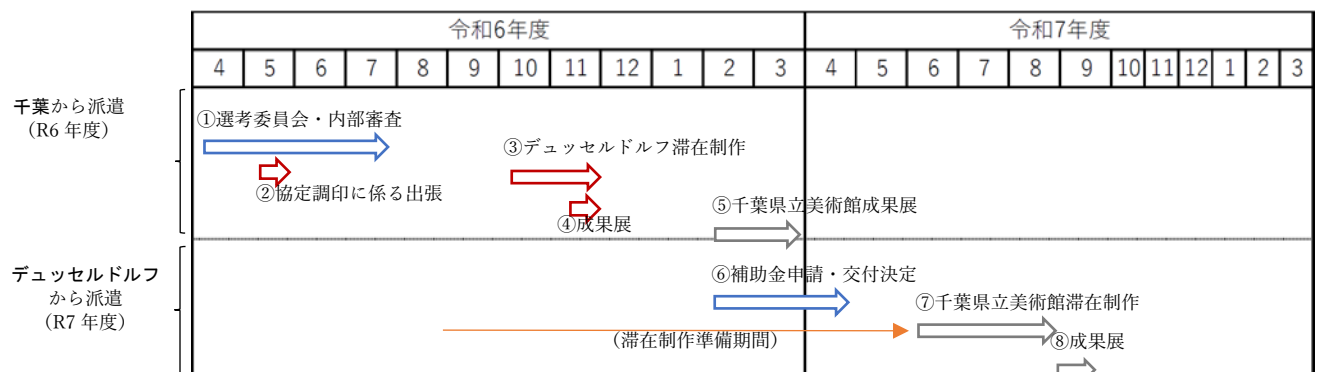 令和6年度 令和7年度
4 5 6 7 8 9 10 11 12 1 2 3 4 5 6 7 8 9 10 11 12 1 2 3
千葉から派遣
（R6 年度）
①選考委員会・内部審査
③デュッセルドルフ滞在制作
②協定調印に係る出張
④成果展
⑤千葉県立美術館成果展
デュッセルドルフ
から派遣
（R7 年度）
⑥補助金申請・交付決定
⑦千葉県立美術館滞在制作
（滞在制作準備期間）
⑧成果展